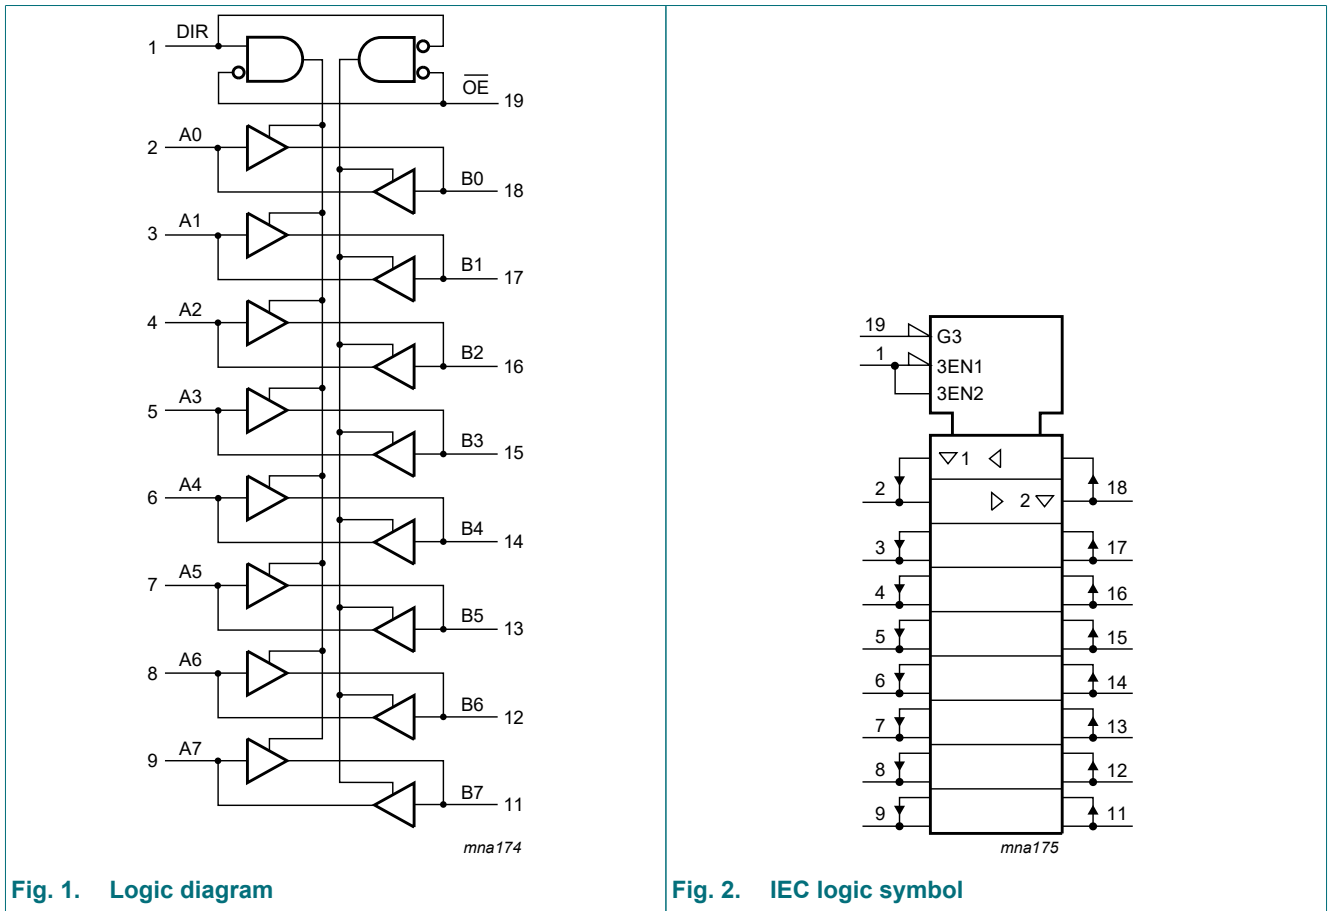 1 DIR
OE 19
2 A0
B0 18
3 A1
B1 17
4 A2
B2 16
5 A3
B3 15
6 A4
B4 14
7 A5
B5 13
8 A6
B6 12
9 A7
B7 11
mna174
Fig. 1. Logic diagram
19 G3
1 3EN1
3EN2
1
2 18
2
3 17
4 16
5 15
6 14
7 13
8 12
9 11
mna175
Fig. 2. IEC logic symbol